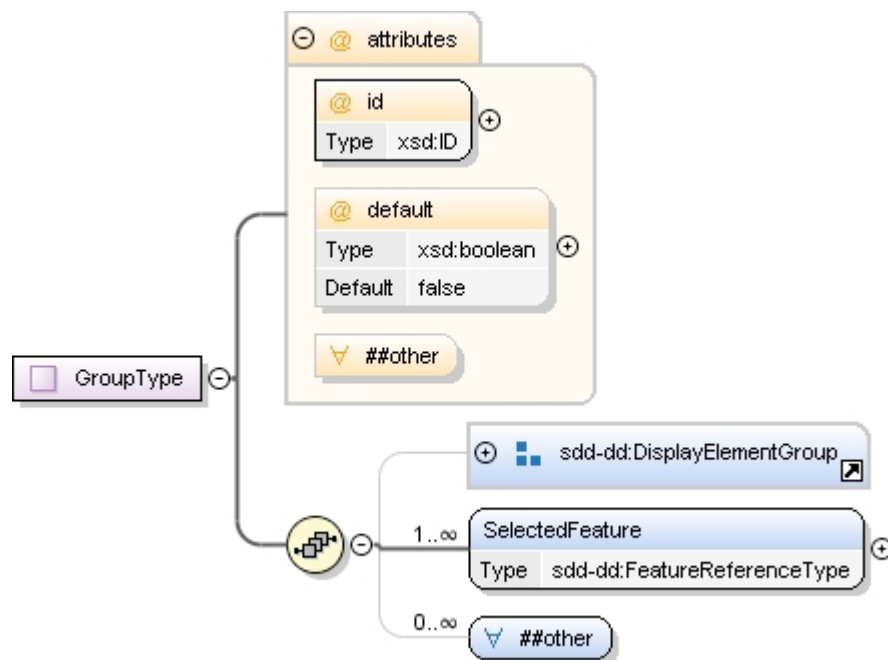 @ attributes
@ id
Type xsd:ID
@ default
Type xsd:boolean
Default false
∀ ##other
GroupType
sdd-dd:DisplayElementGroup
1..∞ SelectedFeature
Type sdd-dd:FeatureReferenceType
0..∞ ∀ ##other